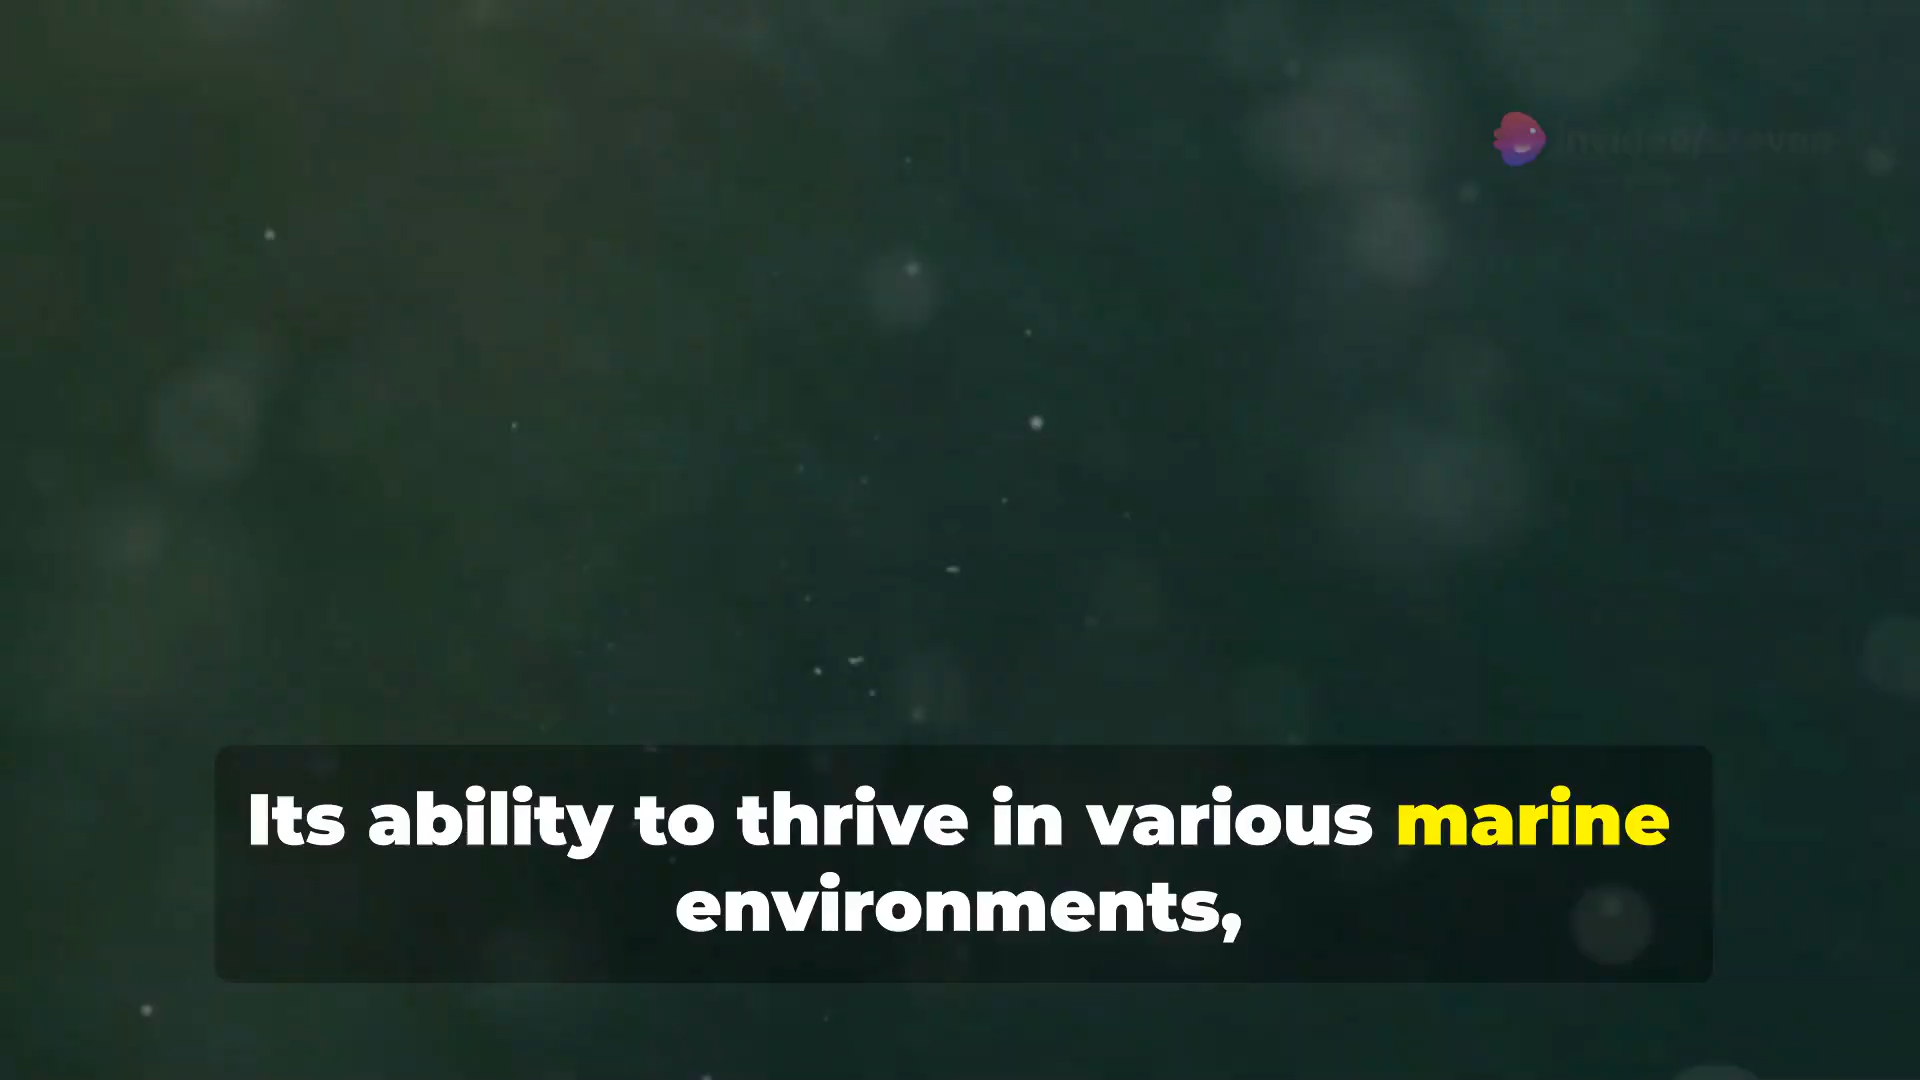 Its ability to thrive in various marine
environments,